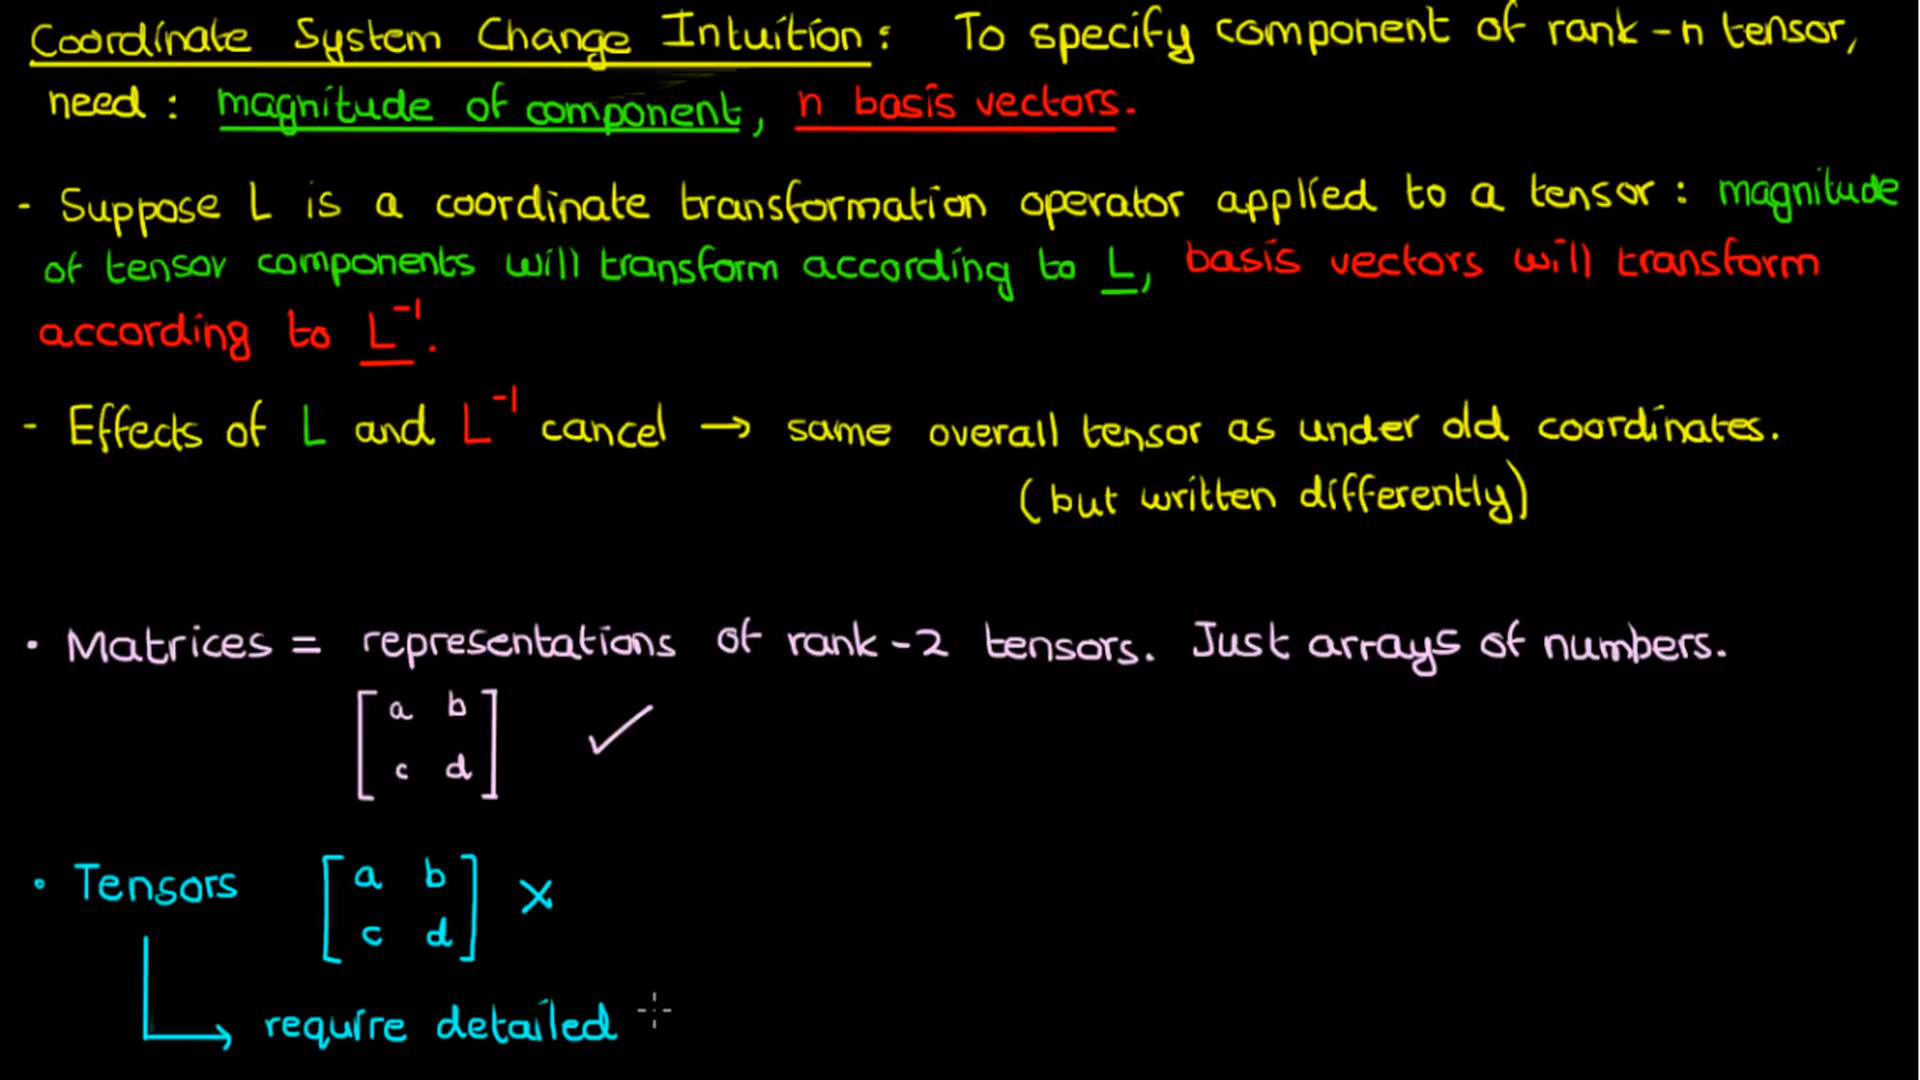 Coordinate System Change Intuition: To specify component of rank-n tensor,
need: magnitude of component, n basis vectors.
- Suppose L is a coordinate transformation operator applied to a tensor: magnitude
of tensor components will transform according to L, basis vectors will transform
according to L⁻¹.
- Effects of L and L⁻¹ cancel → same overall tensor as under old coordinates.
(but written differently)
• Matrices = representations of rank-2 tensors. Just arrays of numbers.
[a b
c d] ✓
• Tensors [a b
c d] ×
↳ require detailed